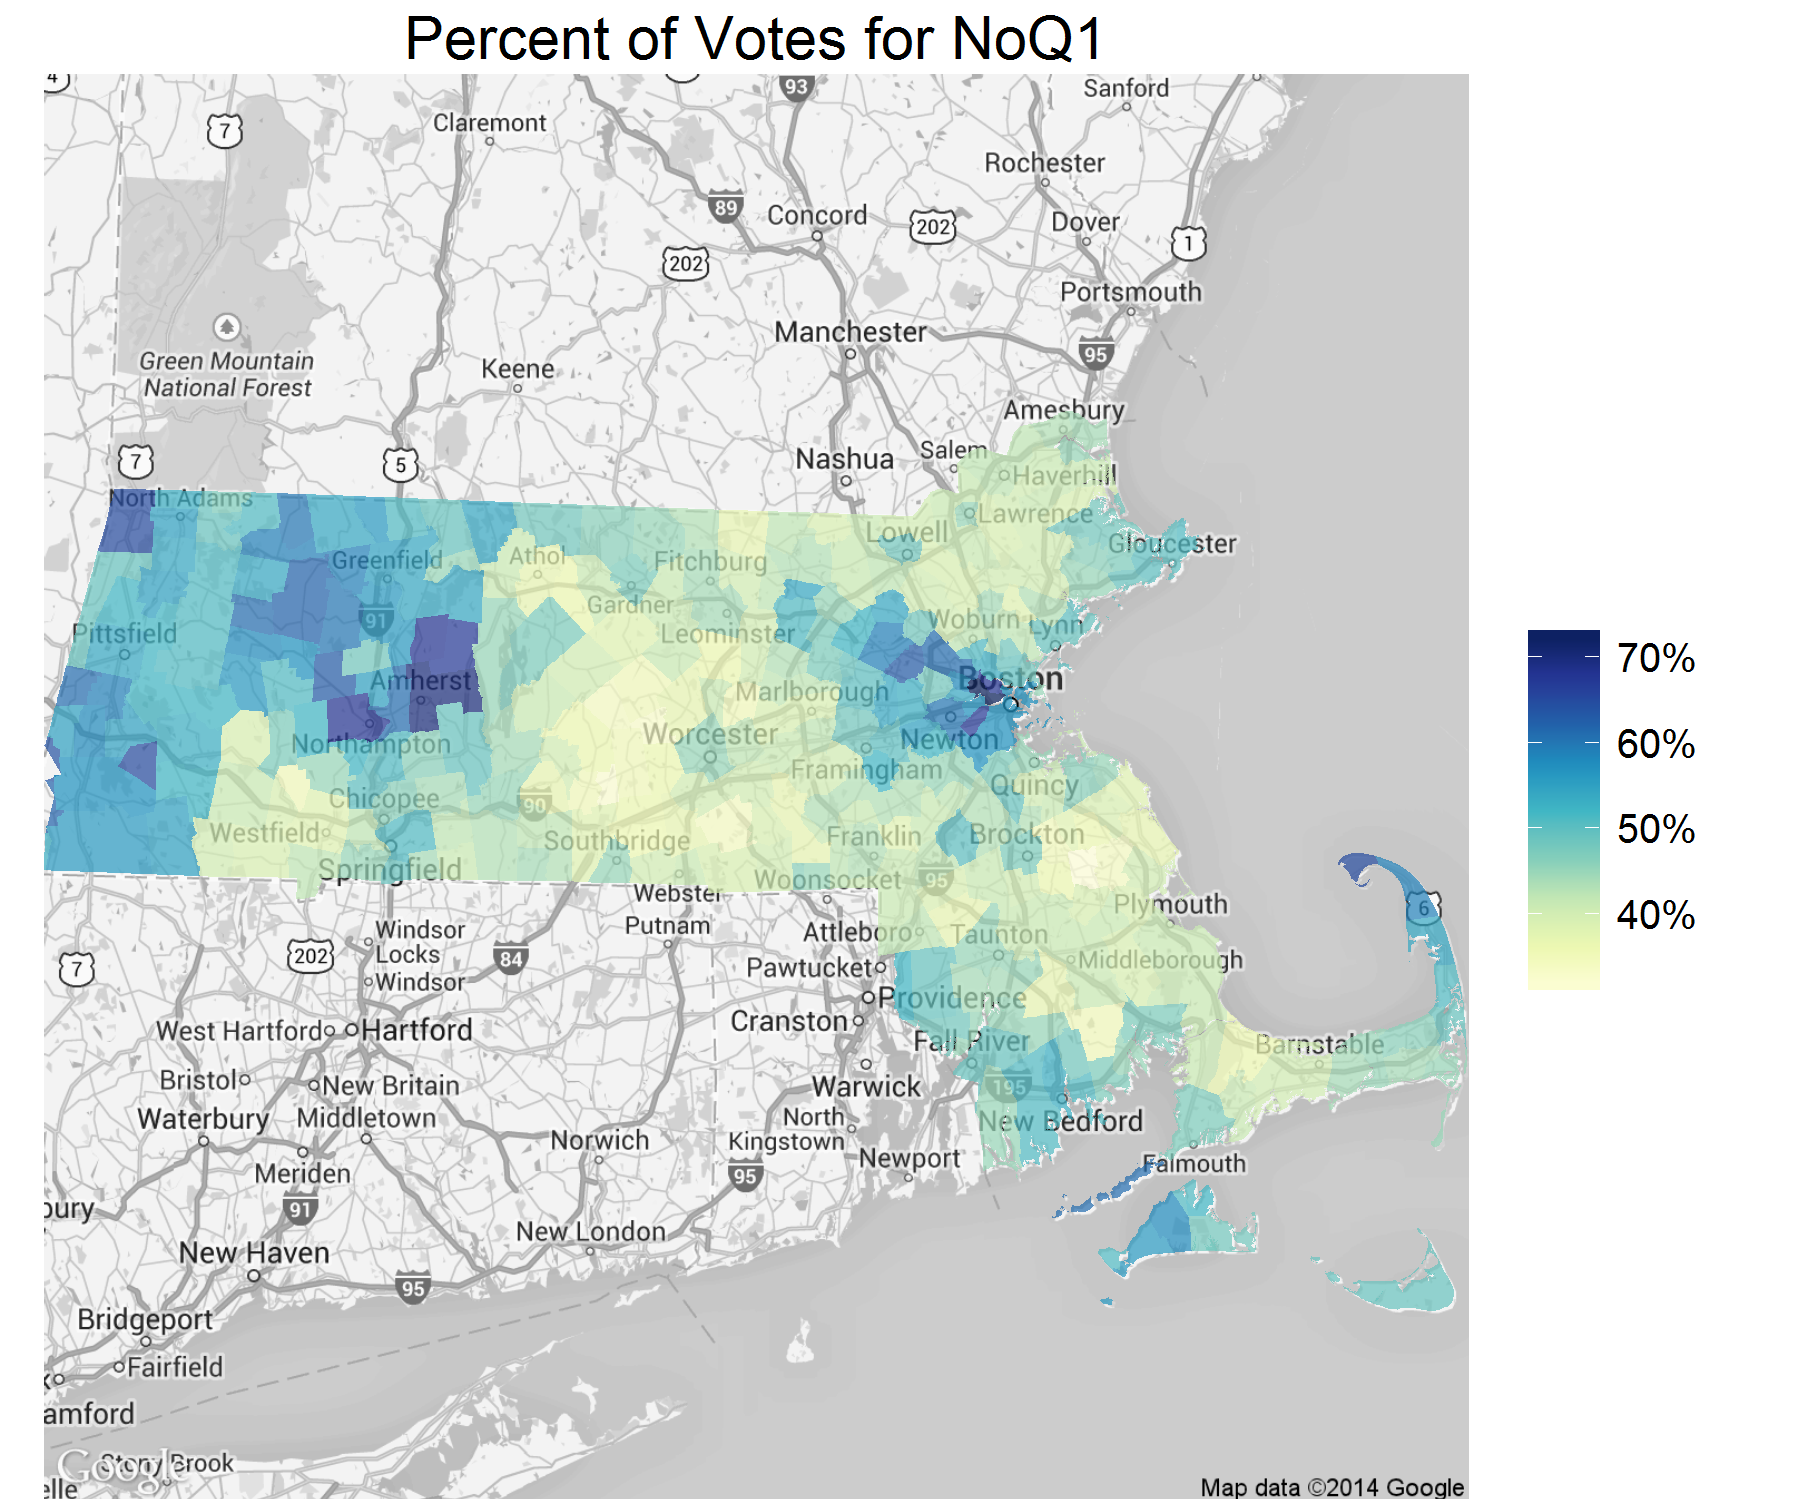 Percent of Votes for NoQ1
4
93
Sanford
7
Claremont
Rochester
89
Concord
202
Dover
1
202
Portsmouth
Manchester
95
Green Mountain
National Forest
Keene
Amesbury
7
5
Nashua
Salem
Haverhill
North Adams
Lawrence
Lowell
Gloucester
Greenfield
Athol
Fitchburg
Gardner
91
Woburn
Lynn
Pittsfield
Leominster
Amherst
Boston
Marlborough
Northampton
Worcester
Newton
Framingham
Quincy
Chicopee
90
Westfield
Southbridge
Franklin
Brockton
Springfield
Woonsocket
95
Webster
Plymouth
6
Putnam
Windsor
Locks
Attleboro
Taunton
202
84
7
Windsor
Pawtucket
Middleborough
Providence
West Hartford
Hartford
Cranston
Fall River
Barnstable
Bristol
New Britain
Warwick
195
Waterbury
Middletown
North
Kingstown
New Bedford
Norwich
Newport
Falmouth
Meriden
95
bury
91
New London
New Haven
95
Bridgeport
Fairfield
amford
Google
Stony Brook
elle
Map data ©2014 Google
70%
60%
50%
40%